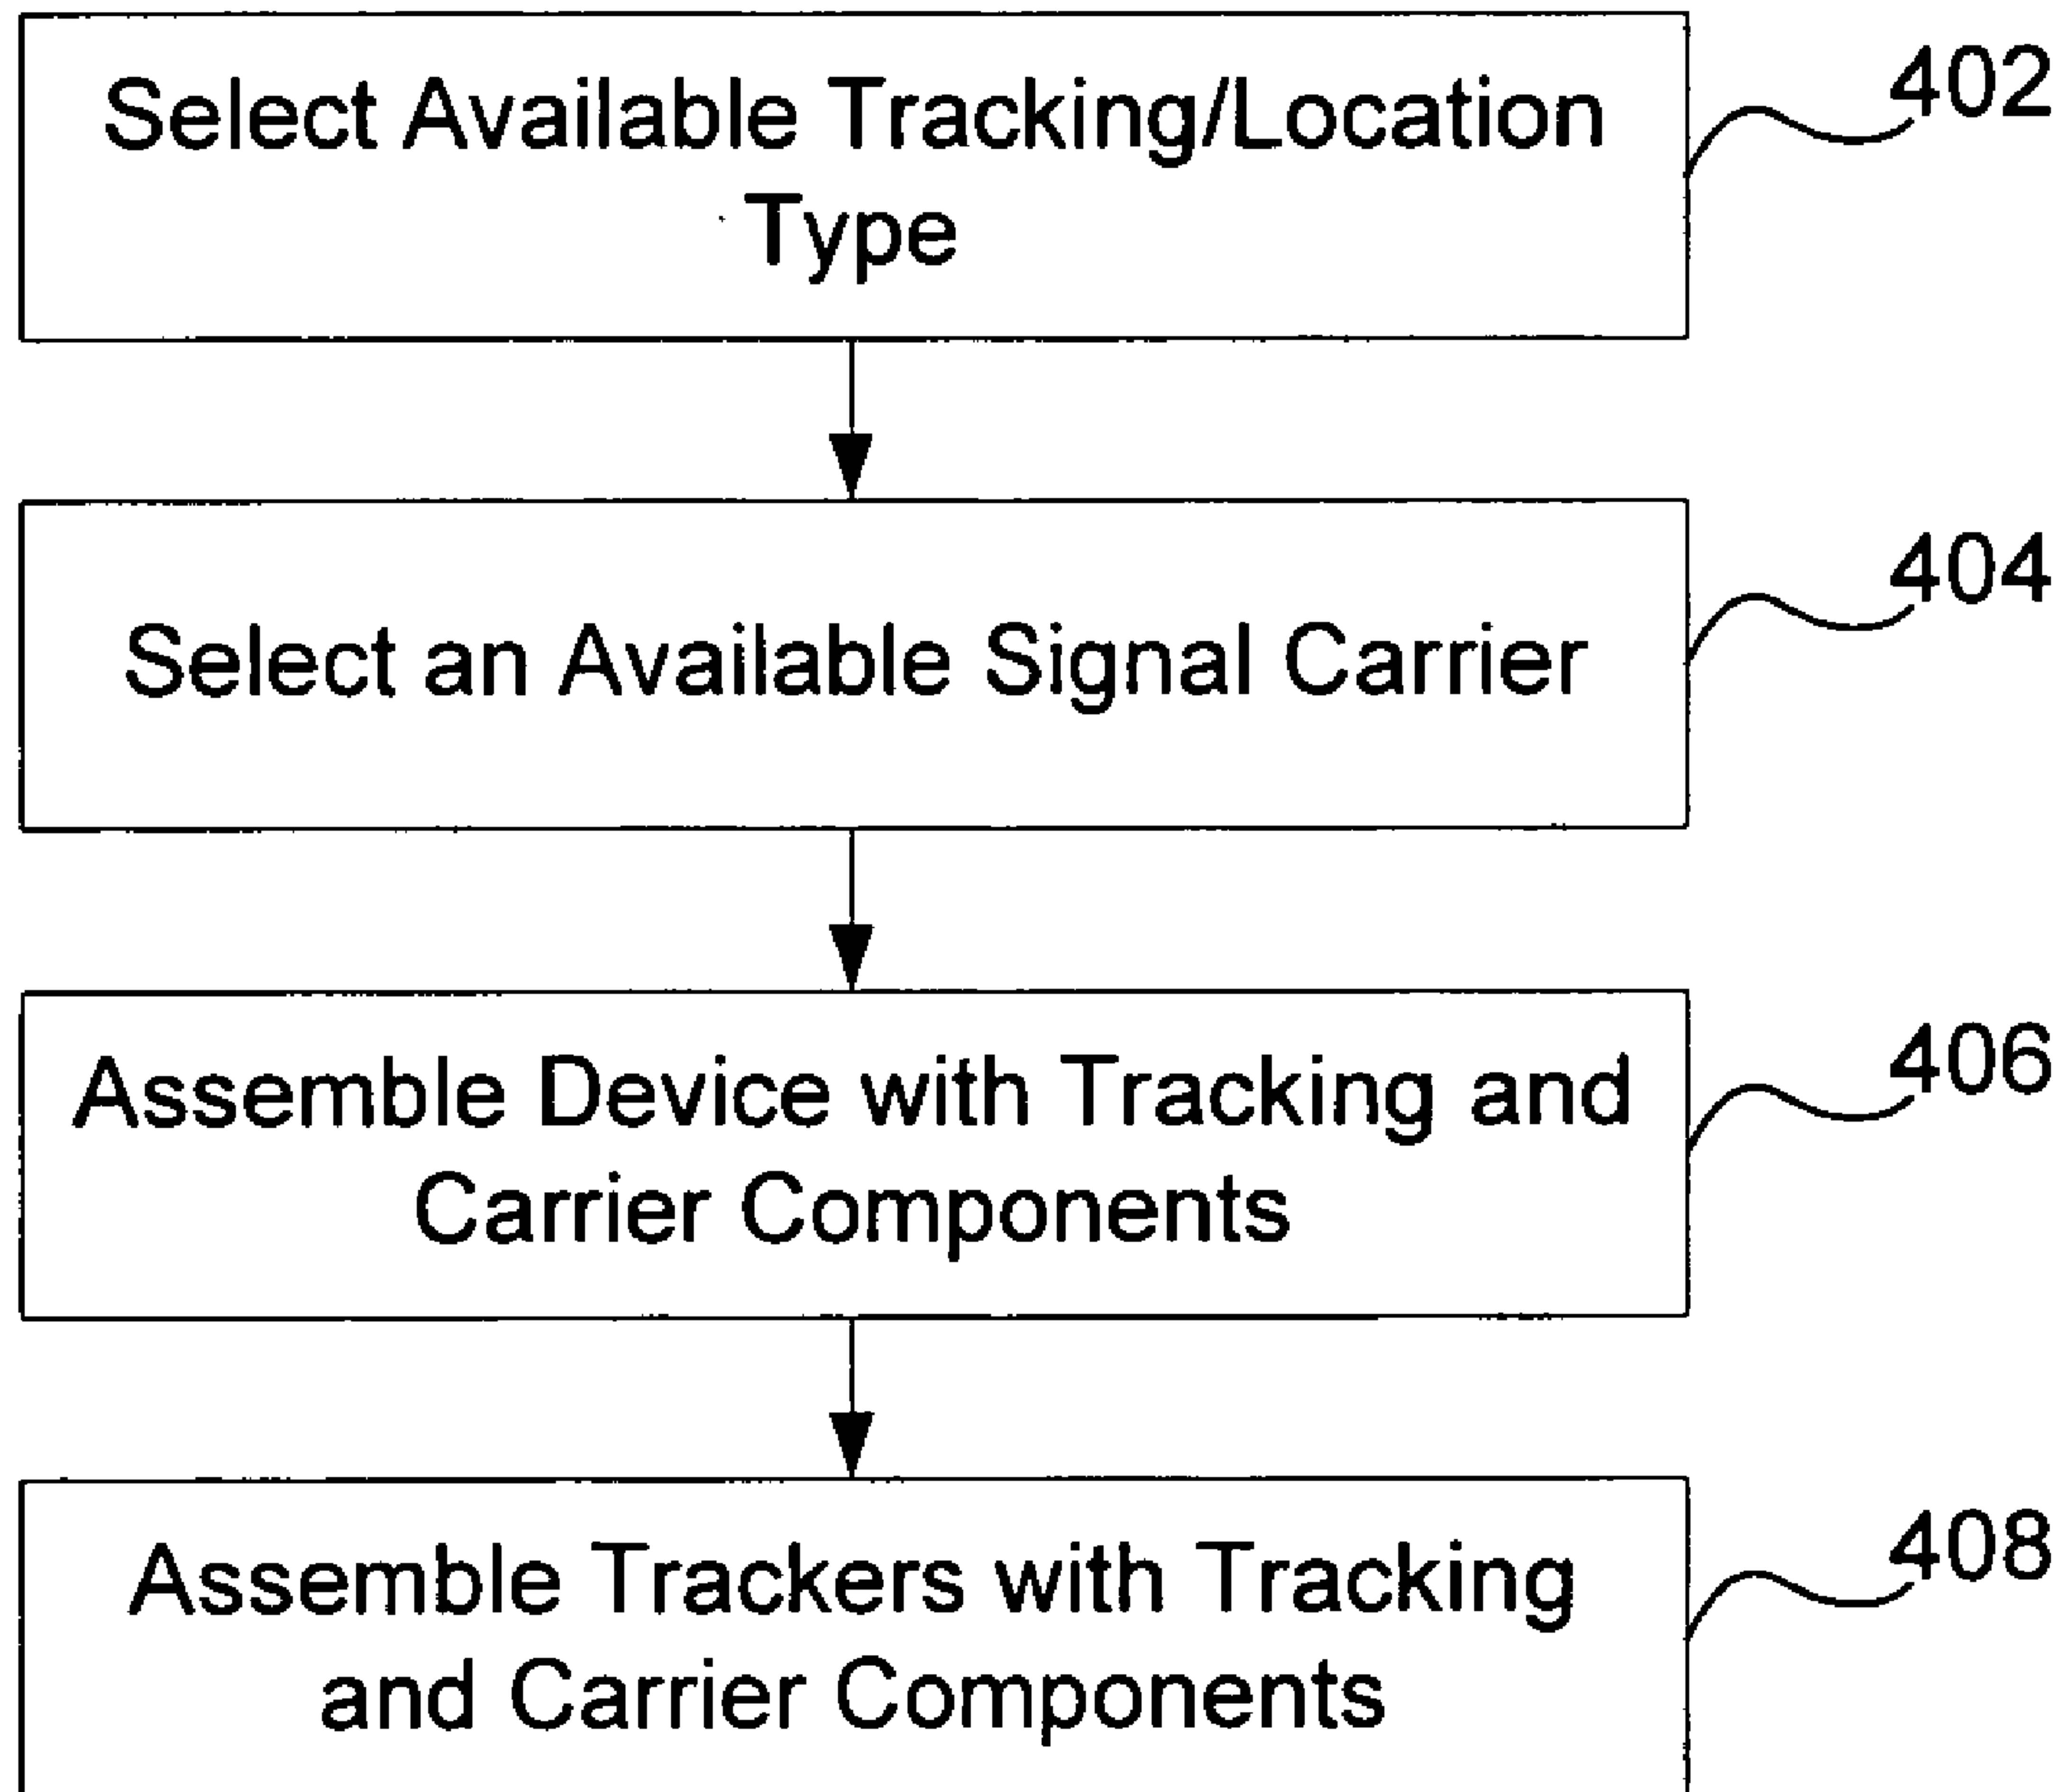 Select Available Tracking/Location
Type
402
Select an Available Signal Carrier
404
Assemble Device with Tracking and
Carrier Components
406
Assemble Trackers with Tracking
and Carrier Components
408